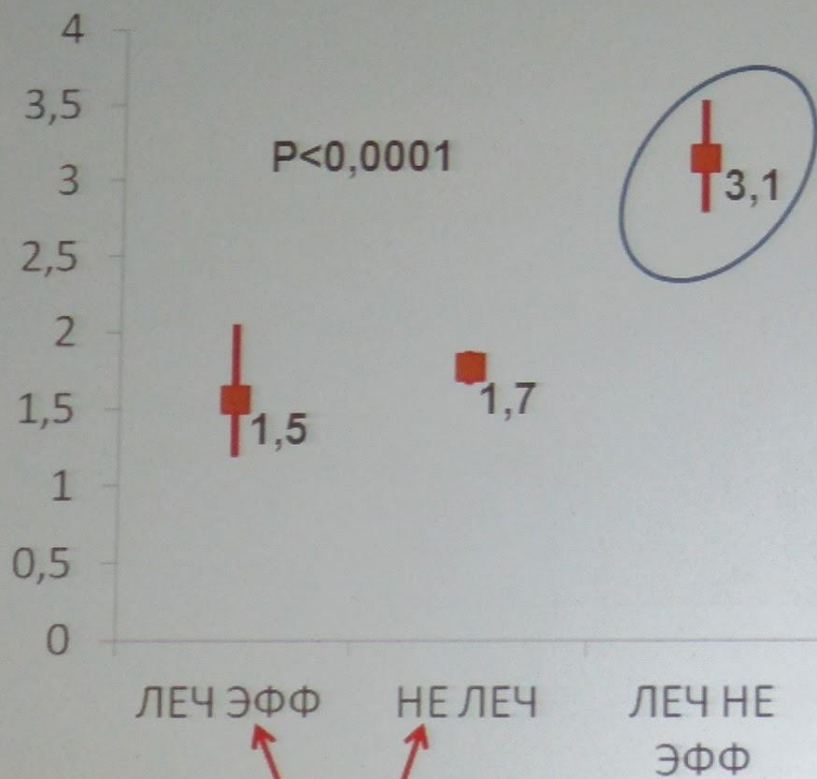 4
3,5
P<0,0001
3
3,1
2,5
2
1,7
1,5
1,5
1
0,5
0
ЛЕЧ ЭФФ
НЕ ЛЕЧ
ЛЕЧ НЕ
ЭФФ